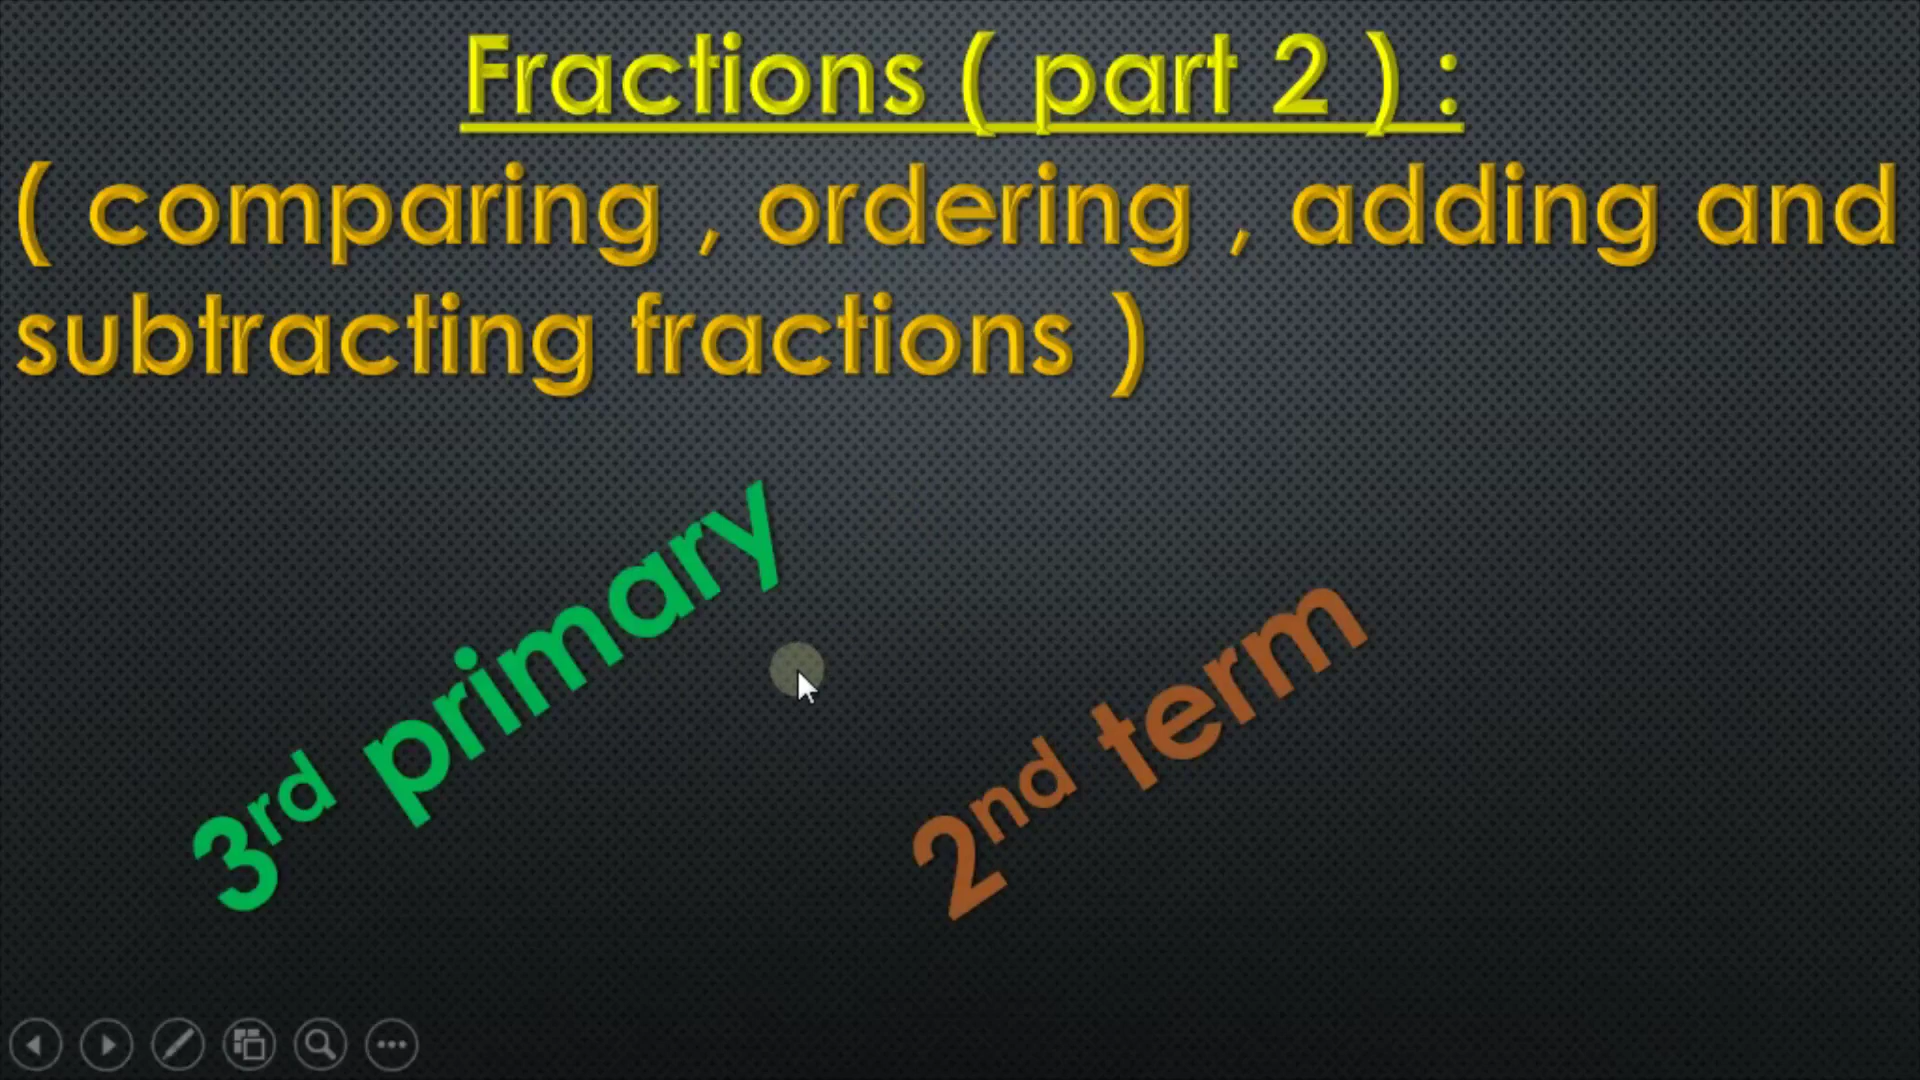 Fractions ( part 2 ) :
( comparing , ordering , adding and
subtracting fractions )
3rd primary
2nd term